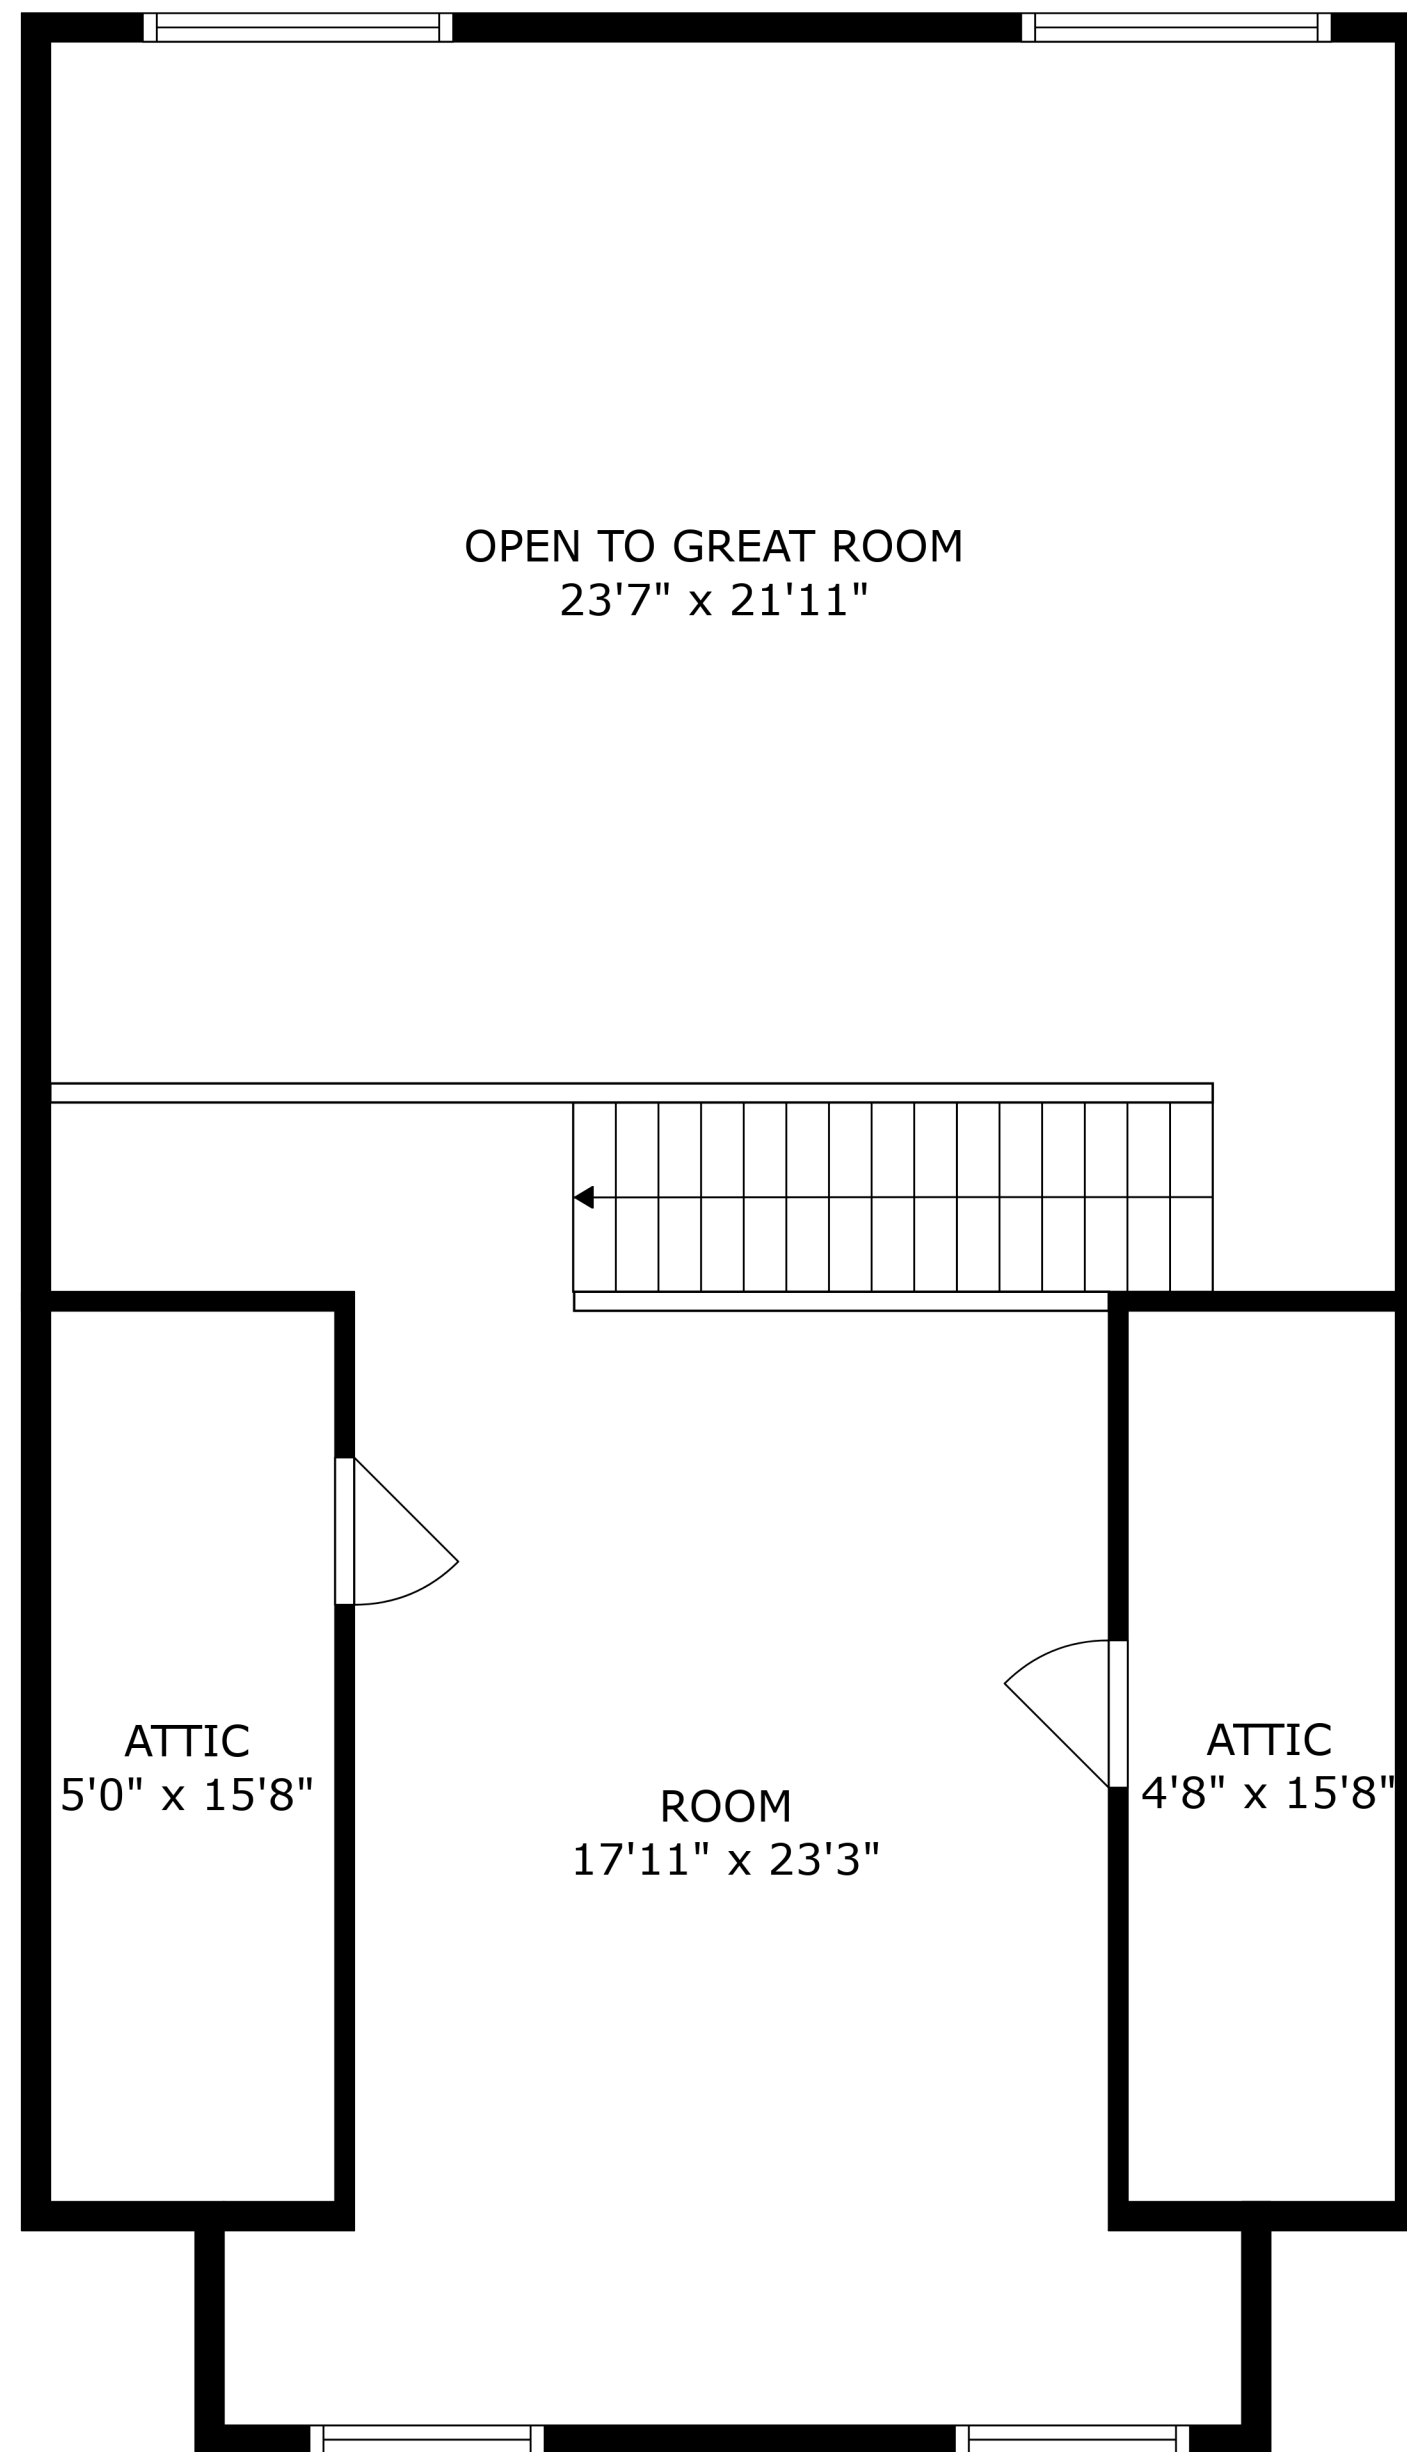 OPEN TO GREAT ROOM
23'7" x 21'11"
ATTIC
5'0" x 15'8"
ATTIC
4'8" x 15'8"
ROOM
17'11" x 23'3"